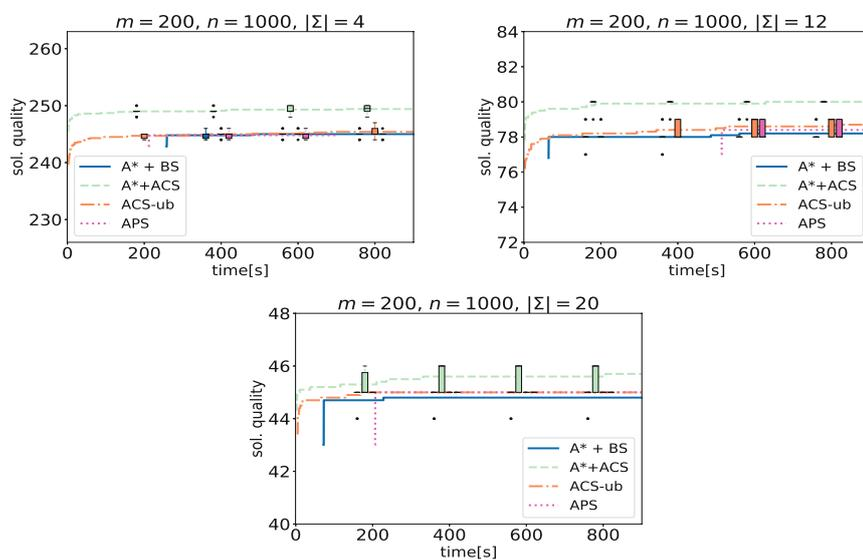 m = 200, n = 1000, |Σ| = 4
260
250
240
230
sol. quality
A* + BS
A*+ACS
ACS-ub
APS
0 200 400 600 800
time[s]
m = 200, n = 1000, |Σ| = 12
84
82
80
78
76
74
72
sol. quality
A* + BS
A*+ACS
ACS-ub
APS
0 200 400 600 800
time[s]
m = 200, n = 1000, |Σ| = 20
48
46
44
42
40
sol. quality
A* + BS
A*+ACS
ACS-ub
APS
0 200 400 600 800
time[s]